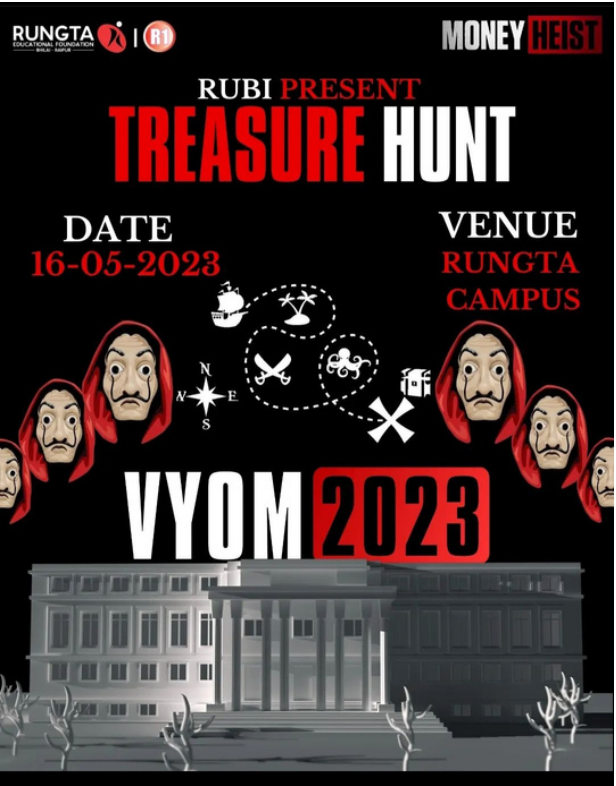 RUNGTA
EDUCATIONAL FOUNDATION
BHILAI - RAIPUR
R1
MONEY HEIST
RUBI PRESENT
TREASURE HUNT
DATE
16-05-2023
VENUE
RUNGTA
CAMPUS
N
W E
S
VYOM 2023